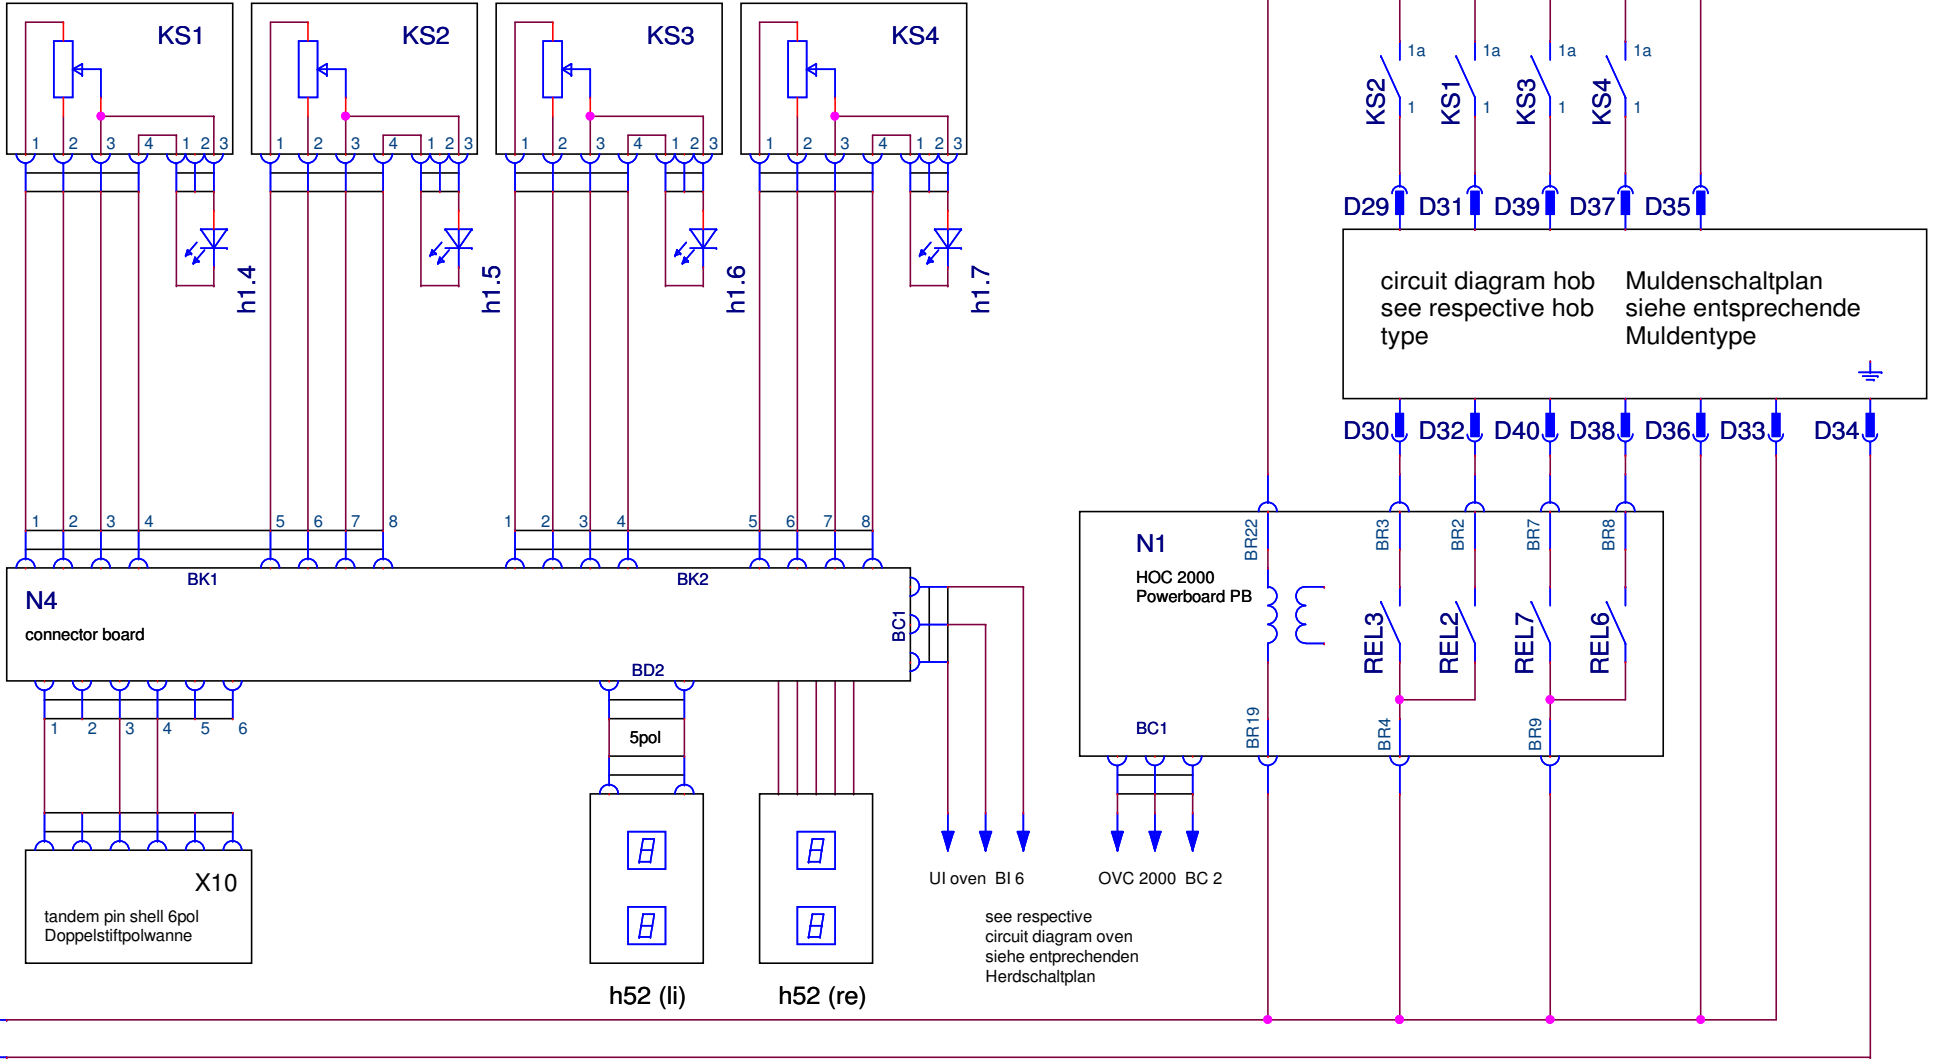 KS1
KS2
KS3
KS4
1 2 3 4 1 2 3
1 2 3 4 1 2 3
1 2 3 4 1 2 3
1 2 3 4 1 2 3
h1.4
h1.5
h1.6
h1.7
1a
1a
1a
1a
KS2
KS1
KS3
KS4
1
1
1
1
D29
D31
D39
D37
D35
circuit diagram hob
see respective hob
type
Muldenschaltplan
siehe entsprechende
Muldentype
D30
D32
D40
D38
D36
D33
D34
1 2 3 4 5 6 7 8
1 2 3 4 5 6 7 8
BK1
BK2
N4
connector board
BC1
BD2
1 2 3 4 5 6
5pol
X10
tandem pin shell 6pol
Doppelstiftpolwanne
8
8
8
8
h52 (li)
h52 (re)
UI oven BI 6
OVC 2000 BC 2
see respective
circuit diagram oven
siehe entprechenden
Herdschaltplan
BR22
BR3
BR2
BR7
BR8
N1
HOC 2000
Powerboard PB
REL3
REL2
REL7
REL6
BC1
BR19
BR4
BR9